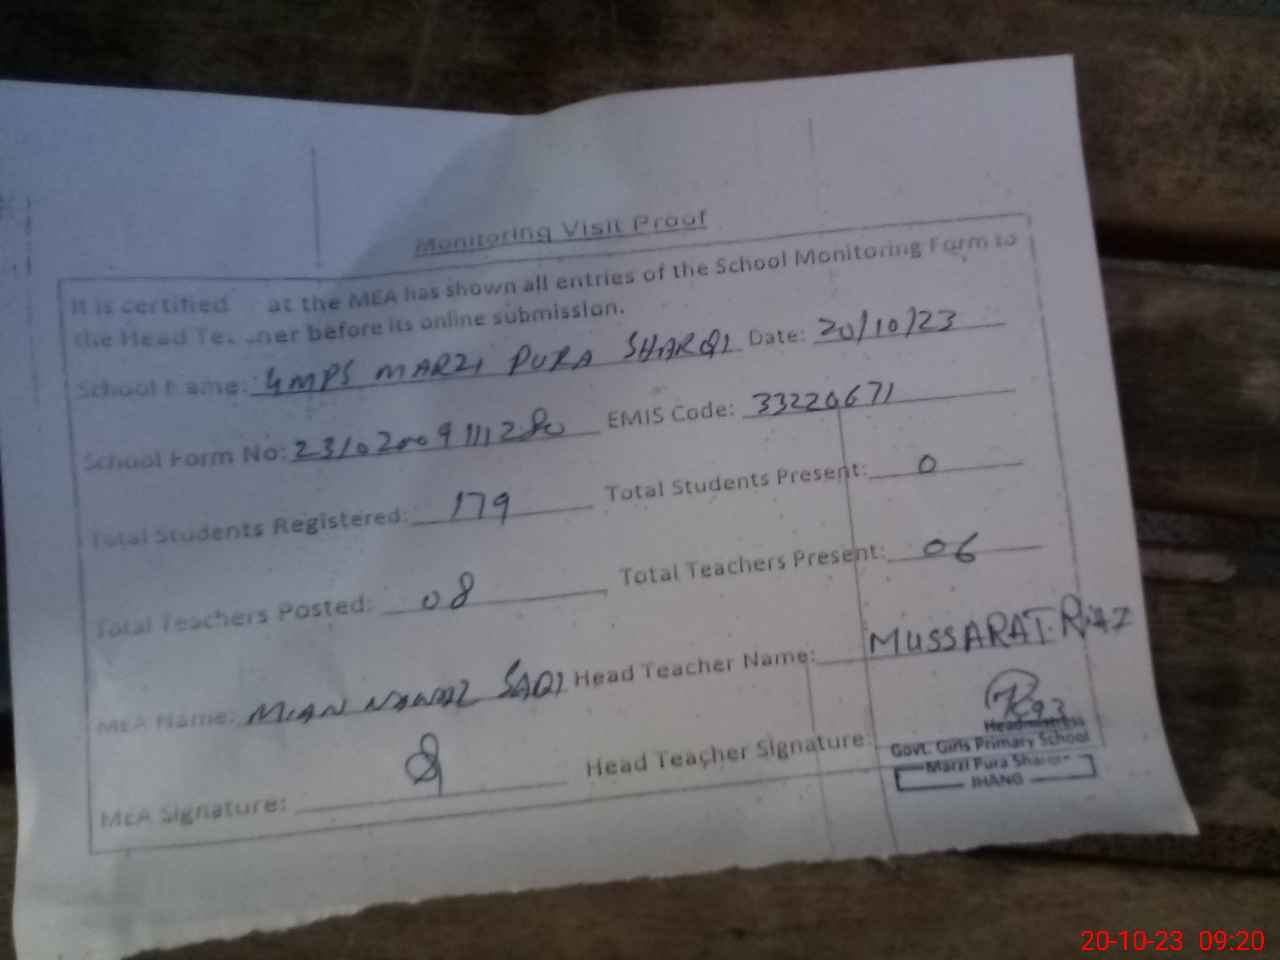 Monitoring Visit Proof
It is certified at the MEA has shown all entries of the School Monitoring Form to
the Head Te. ner before its online submission.
School Name: GMPS MARZI PURA SHARQI Date: 20/10/23
School Form No: 23102009111280 EMIS Code: 33220671
Total Students Registered: 179 Total Students Present: 0
Total Teachers Posted: 08 Total Teachers Present: 06
MEA Name: MIAN NAWAZ SAQI Head Teacher Name: MUSSARAT. Riaz
MEA Signature: Head Teacher Signature:
Headmistress
Govt. Girls Primary School
Marzi Pura Sharqi
JHANG
20-10-23 09:20